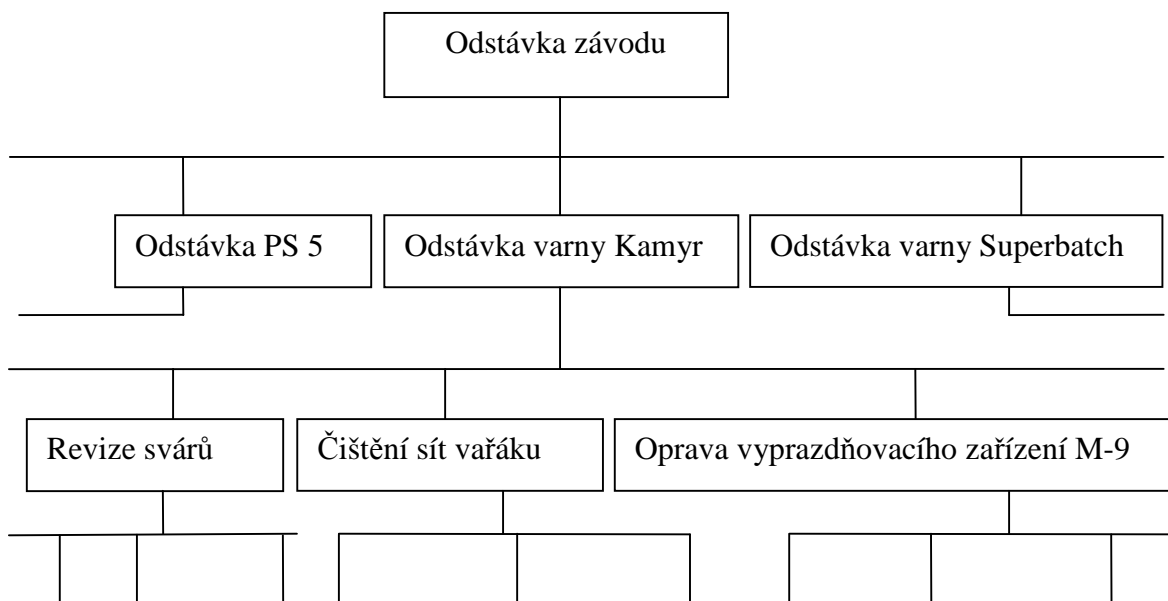 Odstávka závodu
Odstávka PS 5
Odstávka varny Kamyr
Odstávka varny Superbatch
Revize svárů
Čištění sít vařáku
Oprava vyprazdňovacího zařízení M-9